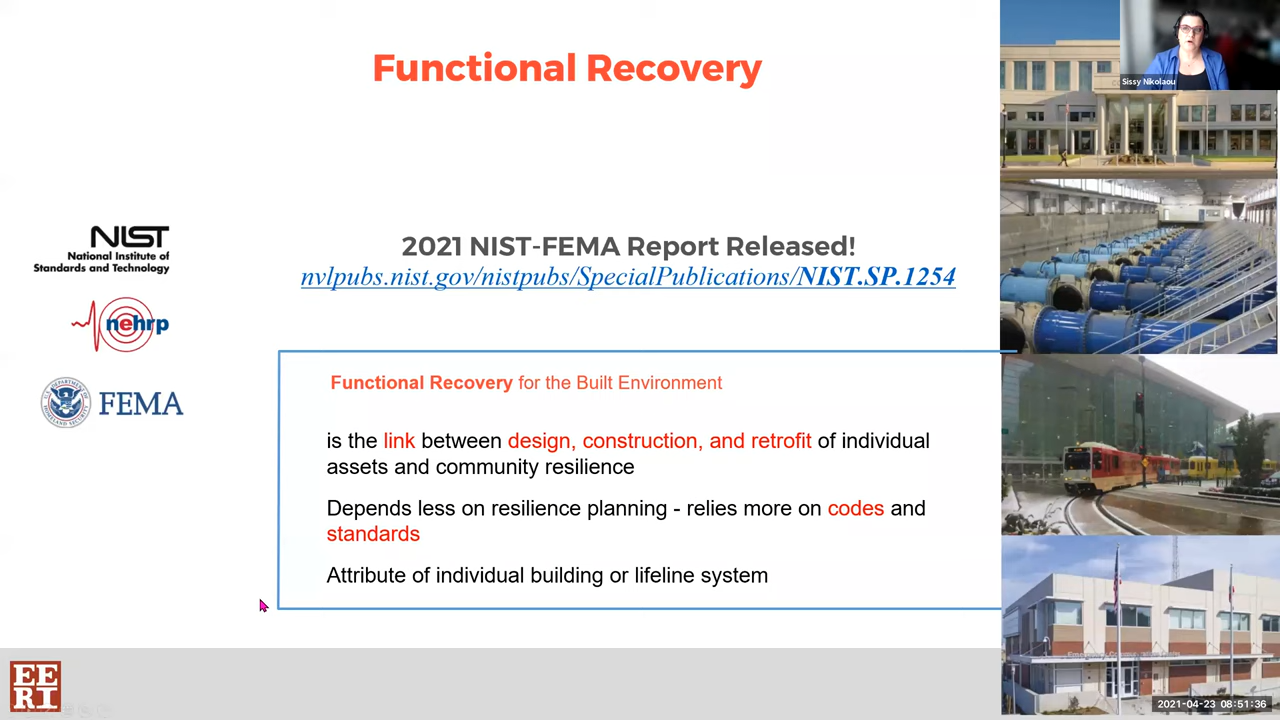 Functional Recovery
Sissy Nikolaou
NIST
National Institute of
Standards and Technology
nehrp
FEMA
2021 NIST-FEMA Report Released!
nvlpubs.nist.gov/nistpubs/SpecialPublications/NIST.SP.1254
Functional Recovery for the Built Environment
is the link between design, construction, and retrofit of individual
assets and community resilience
Depends less on resilience planning - relies more on codes and
standards
Attribute of individual building or lifeline system
EE
RI
2021-04-23 08:51:36